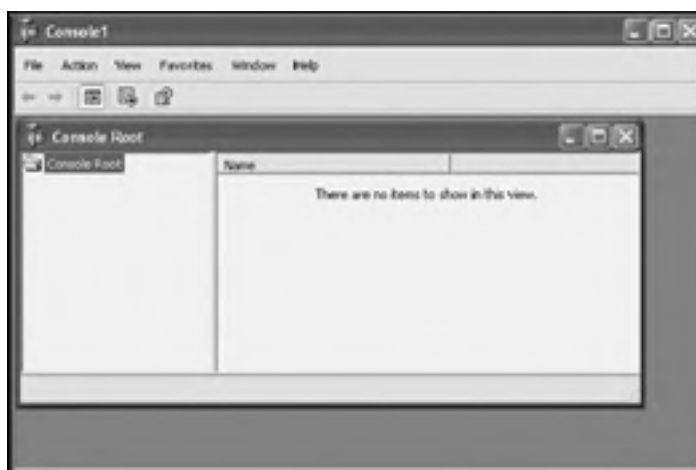 Console1
File Action View Favorites Window Help
Console Root
Console Root
Name
There are no items to show in this view.